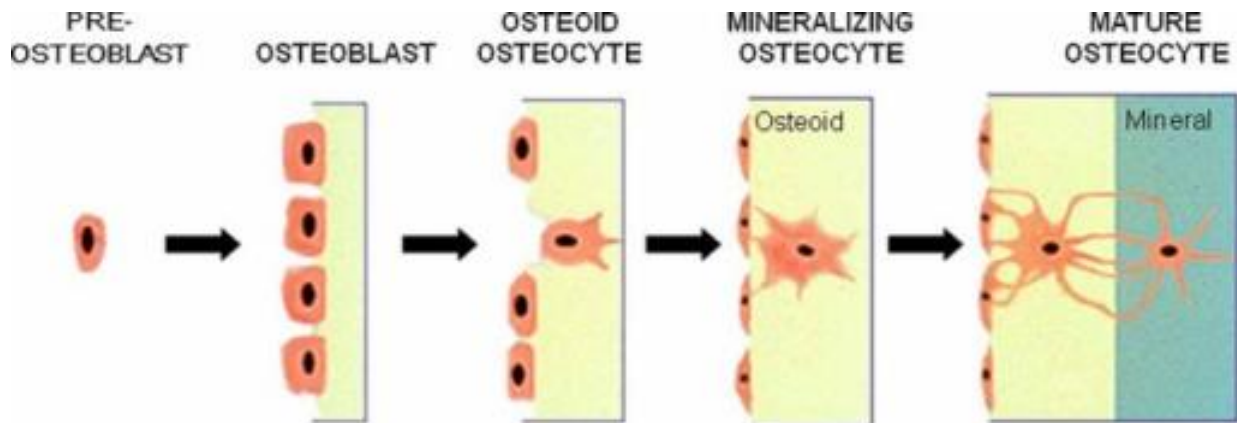 PRE-
OSTEOBLAST
OSTEOBLAST
OSTEOID
OSTEOCYTE
MINERALIZING
OSTEOCYTE
MATURE
OSTEOCYTE
Osteoid
Mineral